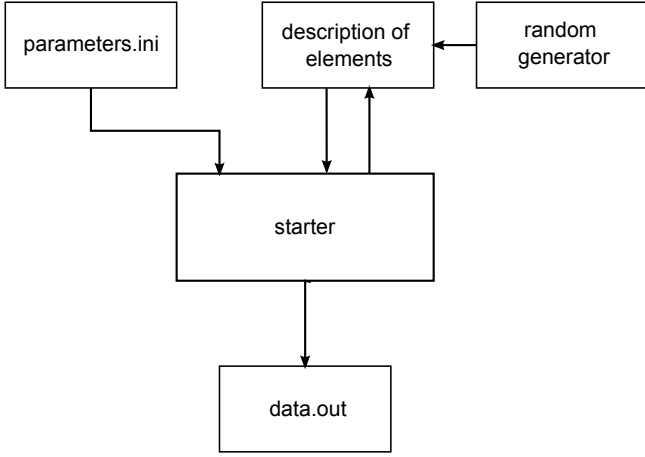 parameters.ini
description of
elements
random
generator
starter
data.out